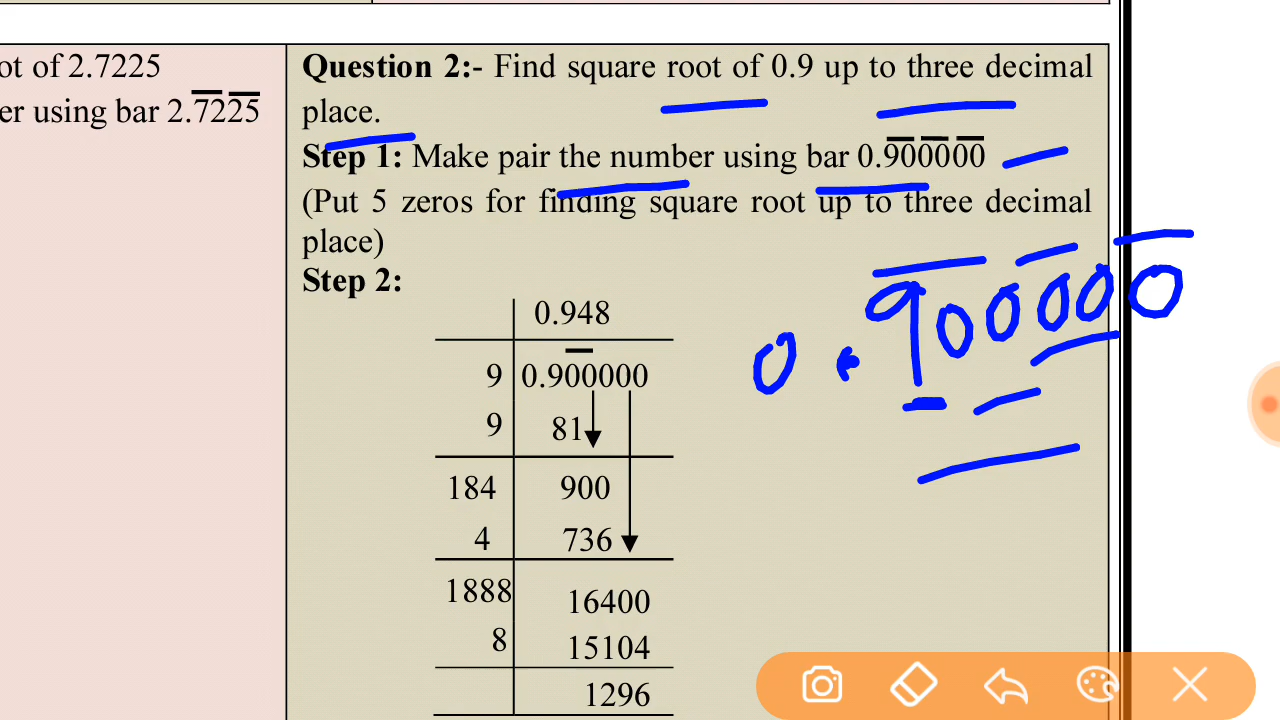 ot of 2.7225
er using bar 2.7225
Question 2:- Find square root of 0.9 up to three decimal
place.
Step 1: Make pair the number using bar 0.900000
(Put 5 zeros for finding square root up to three decimal
place)
Step 2:
0.948
9 0.900000
9 81
184 900
4 736
1888 16400
8 15104
1296
0.900000